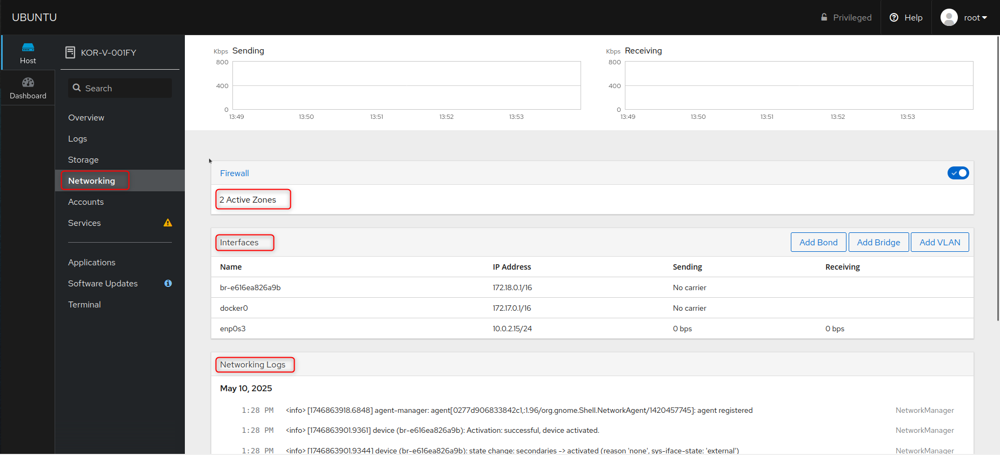 UBUNTU
Privileged
Help
root
Host
Dashboard
KOR-V-001FY
Search
Overview
Logs
Storage
Networking
Accounts
Services
Applications
Software Updates
Terminal
Kbps Sending
800
400
0
13:49 13:50 13:51 13:52 13:53
Kbps Receiving
800
400
0
13:49 13:50 13:51 13:52 13:53
Firewall
2 Active Zones
Interfaces
Add Bond Add Bridge Add VLAN
Name IP Address Sending Receiving
br-e616ea826a9b 172.18.0.1/16 No carrier
docker0 172.17.0.1/16 No carrier
enp0s3 10.0.2.15/24 0 bps 0 bps
Networking Logs
May 10, 2025
1:28 PM <info> [1746863918.6848] agent-manager: agent[0277d906833842c1,:1.96/org.gnome.Shell.NetworkAgent/1420457745]: agent registered NetworkManager
1:28 PM <info> [1746863901.9361] device (br-e616ea826a9b): Activation: successful, device activated. NetworkManager
1:28 PM <info> [1746863901.9344] device (br-e616ea826a9b): state change: secondaries -> activated (reason 'none', sys-iface-state: 'external') NetworkManager